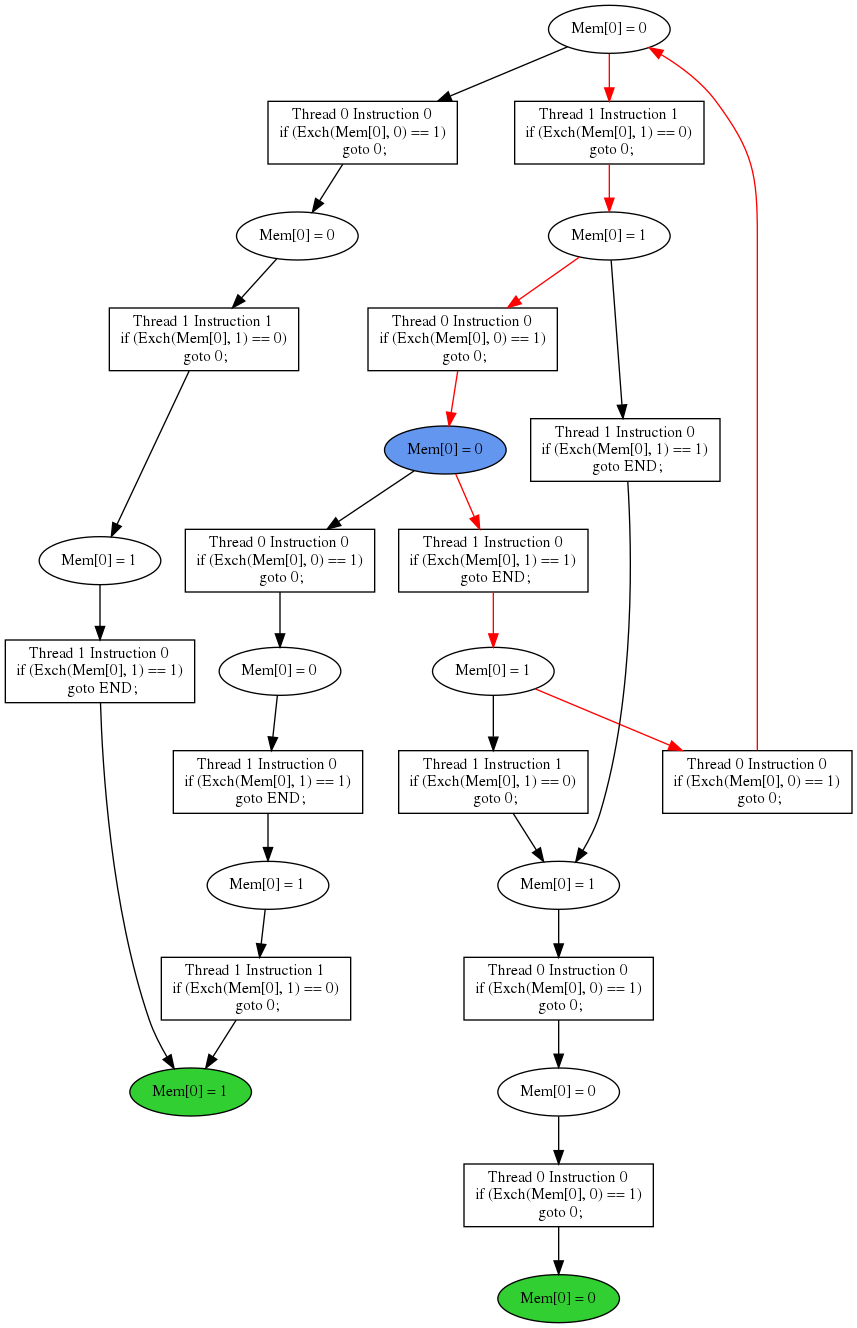 Mem[0] = 0
Thread 0 Instruction 0
if (Exch(Mem[0], 0) == 1)
goto 0;
Thread 1 Instruction 1
if (Exch(Mem[0], 1) == 0)
goto 0;
Mem[0] = 0
Mem[0] = 1
Thread 1 Instruction 1
if (Exch(Mem[0], 1) == 0)
goto 0;
Thread 0 Instruction 0
if (Exch(Mem[0], 0) == 1)
goto 0;
Mem[0] = 0
Thread 1 Instruction 0
if (Exch(Mem[0], 1) == 1)
goto END;
Mem[0] = 1
Thread 0 Instruction 0
if (Exch(Mem[0], 0) == 1)
goto 0;
Thread 1 Instruction 0
if (Exch(Mem[0], 1) == 1)
goto END;
Thread 1 Instruction 0
if (Exch(Mem[0], 1) == 1)
goto END;
Mem[0] = 0
Mem[0] = 1
Thread 1 Instruction 0
if (Exch(Mem[0], 1) == 1)
goto END;
Thread 1 Instruction 1
if (Exch(Mem[0], 1) == 0)
goto 0;
Thread 0 Instruction 0
if (Exch(Mem[0], 0) == 1)
goto 0;
Mem[0] = 1
Mem[0] = 1
Thread 1 Instruction 1
if (Exch(Mem[0], 1) == 0)
goto 0;
Thread 0 Instruction 0
if (Exch(Mem[0], 0) == 1)
goto 0;
Mem[0] = 1
Mem[0] = 0
Thread 0 Instruction 0
if (Exch(Mem[0], 0) == 1)
goto 0;
Mem[0] = 0